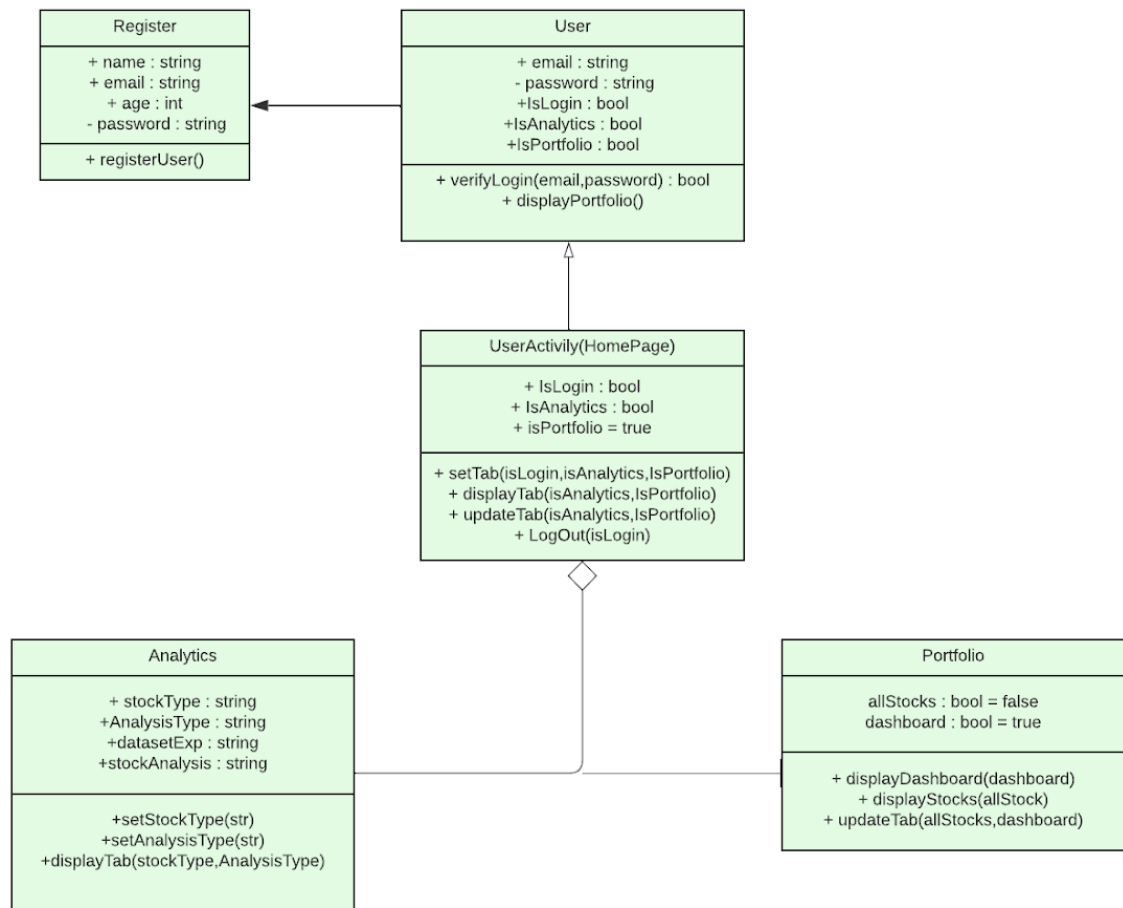 Register
+ name : string
+ email : string
+ age : int
- password : string
+ registerUser()
User
+ email : string
- password : string
+IsLogin : bool
+IsAnalytics : bool
+IsPortfolio : bool
+ verifyLogin(email,password) : bool
+ displayPortfolio()
UserActivily(HomePage)
+ IsLogin : bool
+ IsAnalytics : bool
+ isPortfolio = true
+ setTab(isLogin,isAnalytics,IsPortfolio)
+ displayTab(isAnalytics,IsPortfolio)
+ updateTab(isAnalytics,IsPortfolio)
+ LogOut(isLogin)
Analytics
+ stockType : string
+AnalysisType : string
+datasetExp : string
+stockAnalysis : string
+setStockType(str)
+setAnalysisType(str)
+displayTab(stockType,AnalysisType)
Portfolio
allStocks : bool = false
dashboard : bool = true
+ displayDashboard(dashboard)
+ displayStocks(allStock)
+ updateTab(allStocks,dashboard)